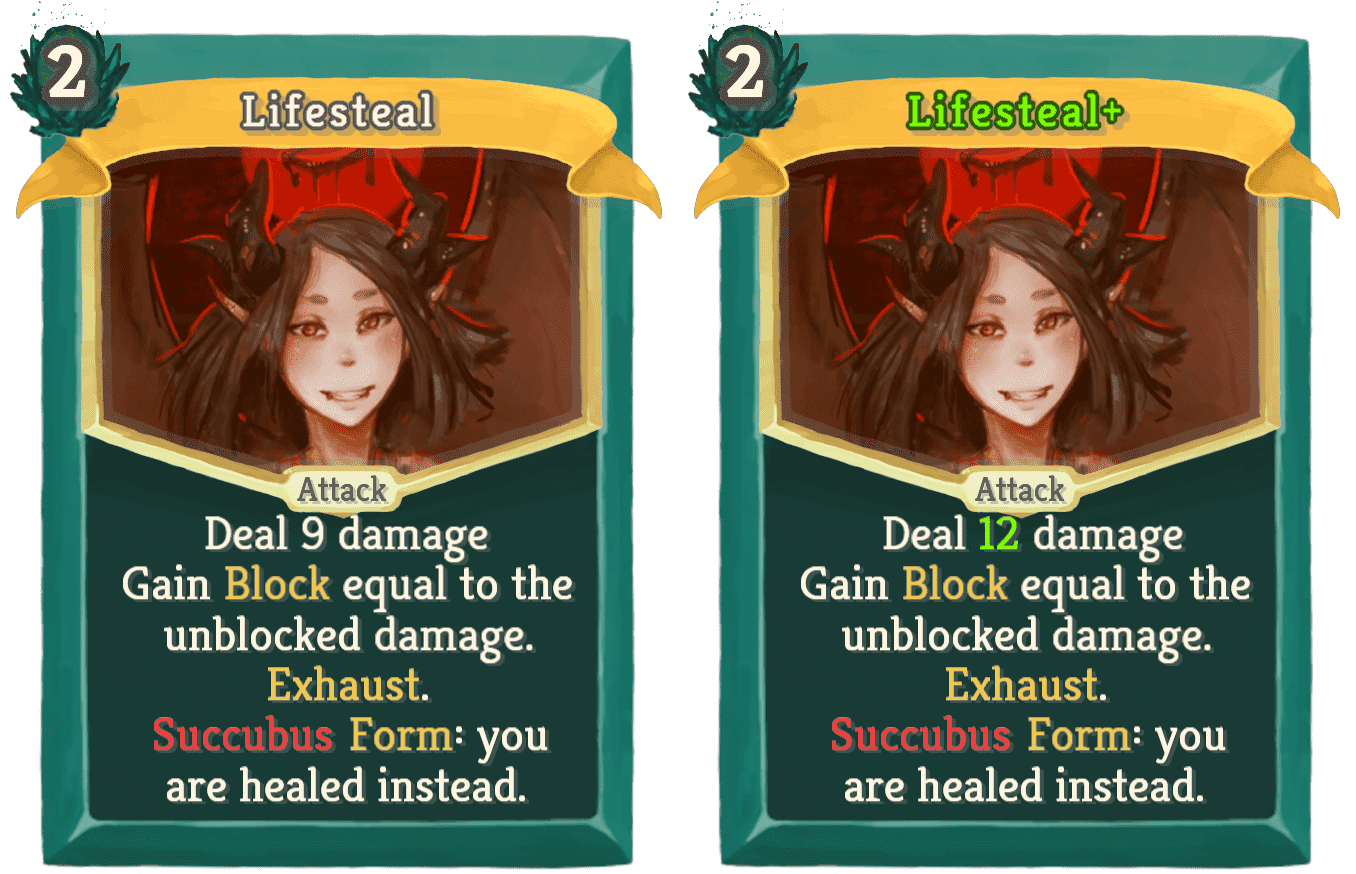 2
Lifesteal
Attack
Deal 9 damage
Gain Block equal to the
unblocked damage.
Exhaust.
Succubus Form: you
are healed instead.
2
Lifesteal+
Attack
Deal 12 damage
Gain Block equal to the
unblocked damage.
Exhaust.
Succubus Form: you
are healed instead.